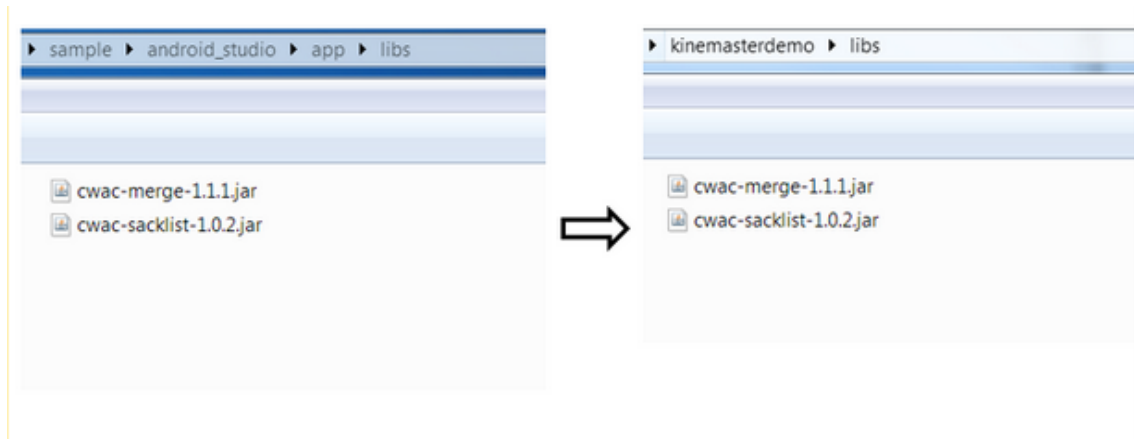 sample android_studio app libs
cwac-merge-1.1.1.jar
cwac-sacklist-1.0.2.jar
kinemasterdemo libs
cwac-merge-1.1.1.jar
cwac-sacklist-1.0.2.jar